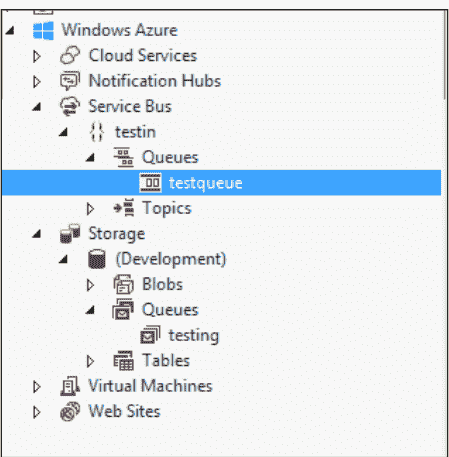 Windows Azure
Cloud Services
Notification Hubs
Service Bus
testin
Queues
testqueue
Topics
Storage
(Development)
Blobs
Queues
testing
Tables
Virtual Machines
Web Sites